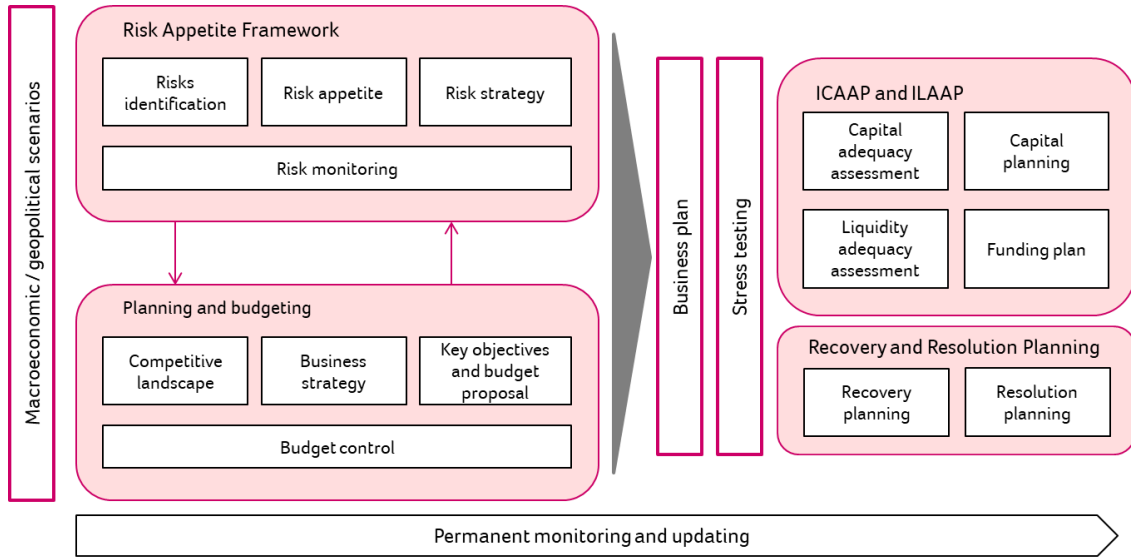 Macroeconomic / geopolitical scenarios
Risk Appetite Framework
Risks
identification
Risk appetite
Risk strategy
Risk monitoring
Planning and budgeting
Competitive
landscape
Business
strategy
Key objectives
and budget
proposal
Budget control
Business plan
Stress testing
ICAAP and ILAAP
Capital
adequacy
assessment
Capital
planning
Liquidity
adequacy
assessment
Funding plan
Recovery and Resolution Planning
Recovery
planning
Resolution
planning
Permanent monitoring and updating